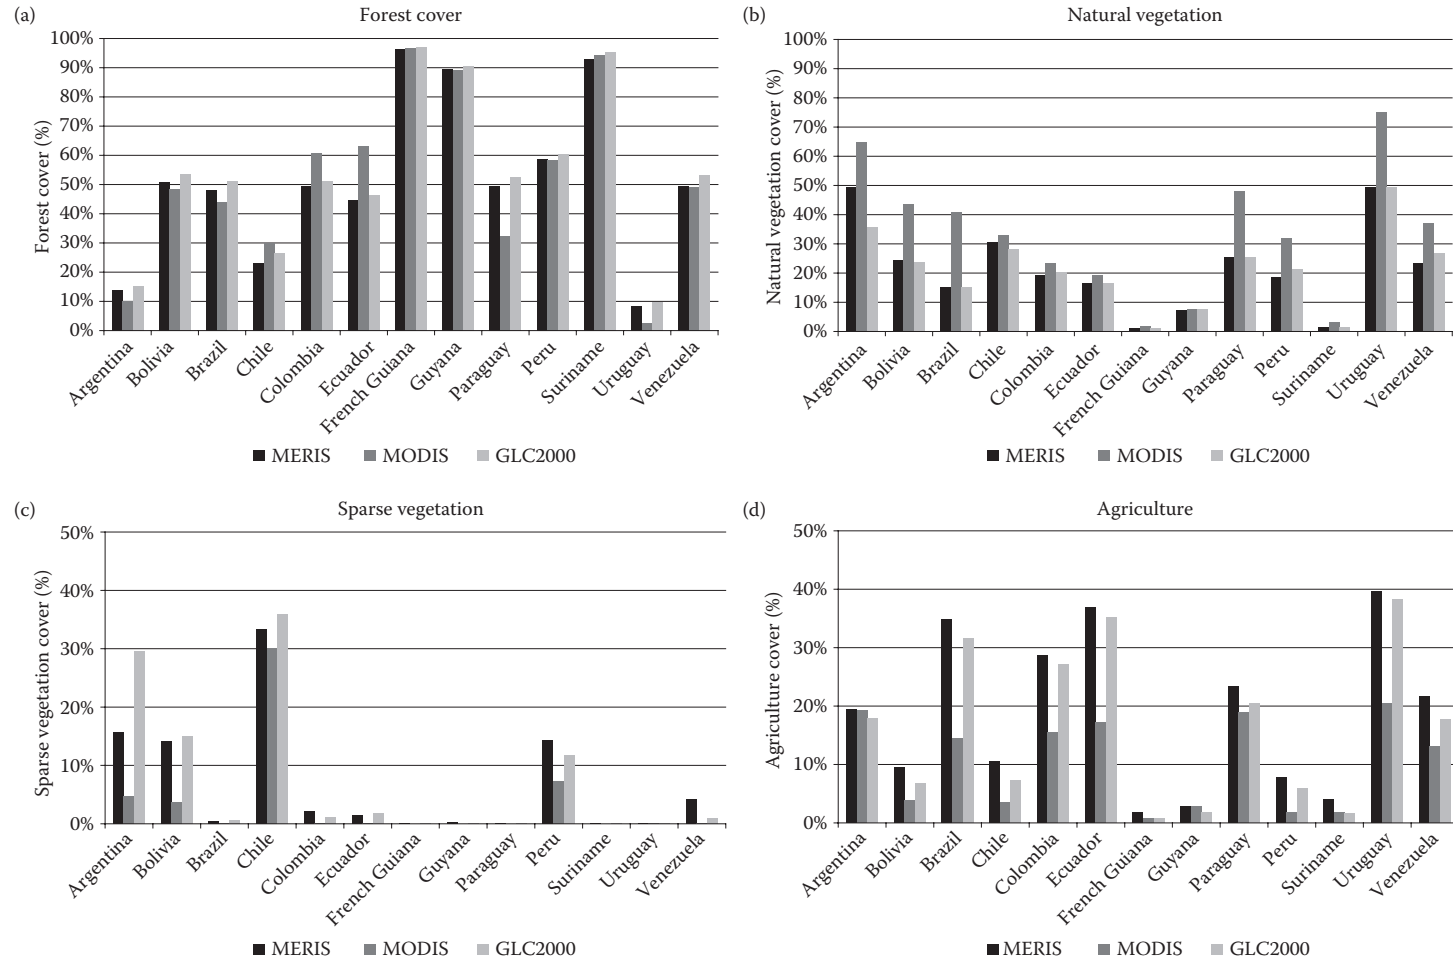 (a)
Forest cover
Forest cover (%)
100%
90%
80%
70%
60%
50%
40%
30%
20%
10%
0%
Argentina
Bolivia
Brazil
Chile
Colombia
Ecuador
French Guiana
Guyana
Paraguay
Peru
Suriname
Uruguay
Venezuela
MERIS MODIS GLC2000
(b)
Natural vegetation
Natural vegetation cover (%)
100%
90%
80%
70%
60%
50%
40%
30%
20%
10%
0%
Argentina
Bolivia
Brazil
Chile
Colombia
Ecuador
French Guiana
Guyana
Paraguay
Peru
Suriname
Uruguay
Venezuela
MERIS MODIS GLC2000
(c)
Sparse vegetation
Sparse vegetation cover (%)
50%
40%
30%
20%
10%
0%
Argentina
Bolivia
Brazil
Chile
Colombia
Ecuador
French Guiana
Guyana
Paraguay
Peru
Suriname
Uruguay
Venezuela
MERIS MODIS GLC2000
(d)
Agriculture
Agriculture cover (%)
50%
40%
30%
20%
10%
0%
Argentina
Bolivia
Brazil
Chile
Colombia
Ecuador
French Guiana
Guyana
Paraguay
Peru
Suriname
Uruguay
Venezuela
MERIS MODIS GLC2000